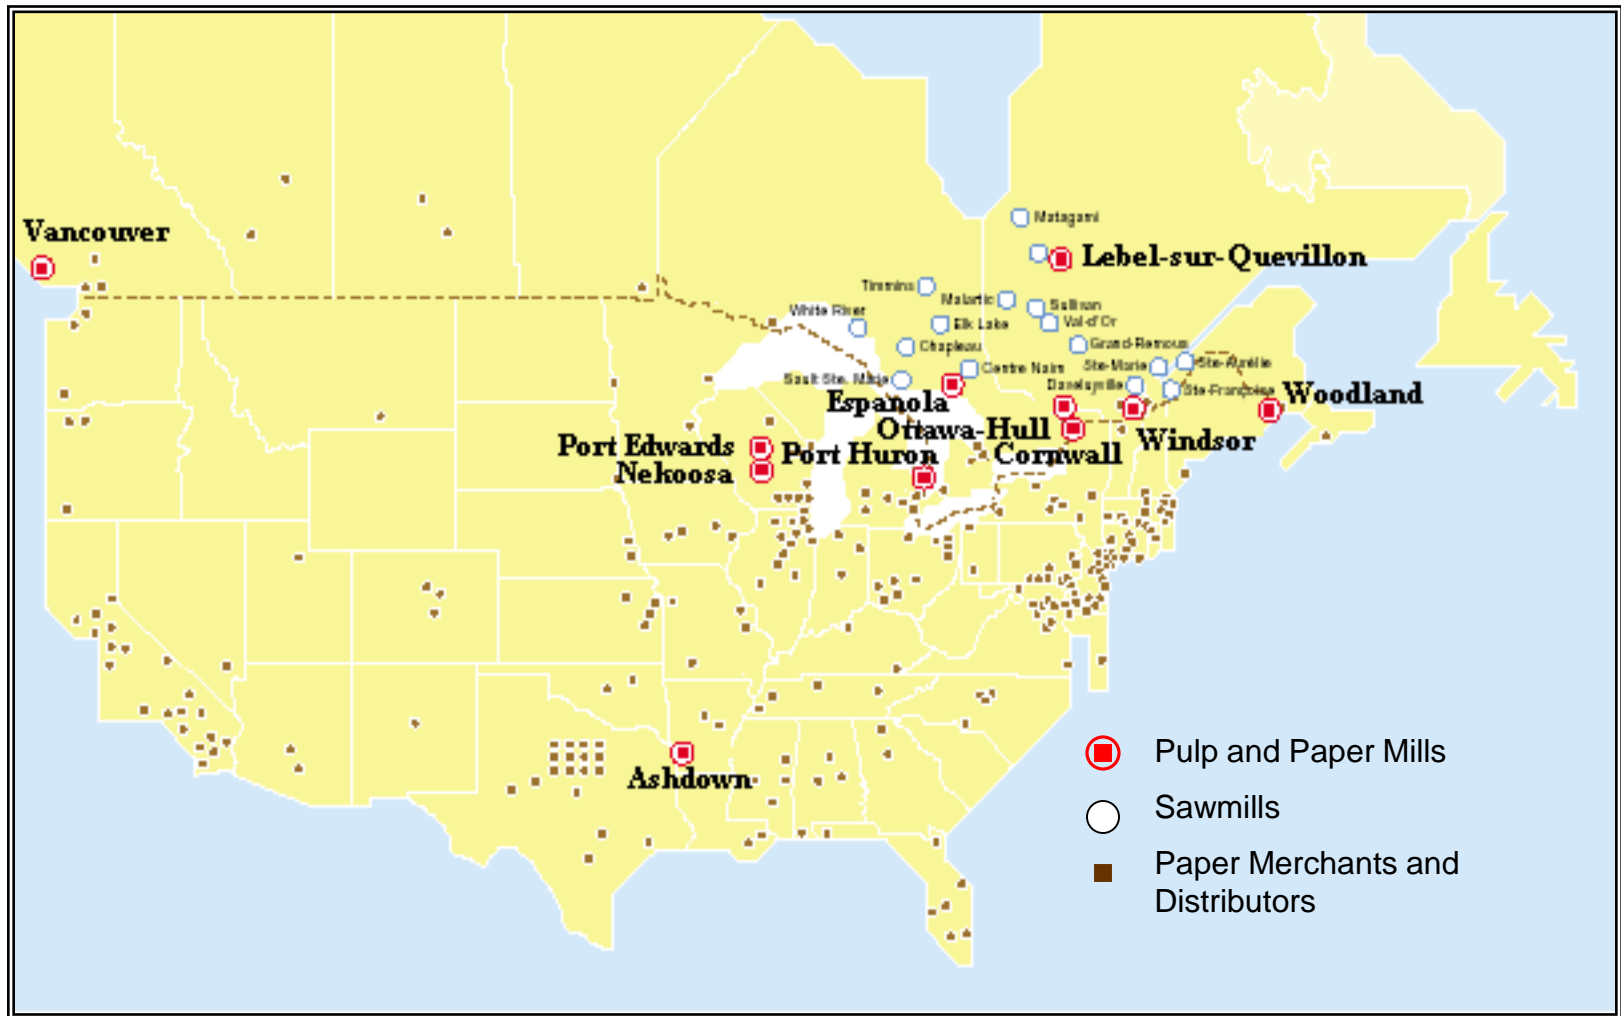 Matagami
Vancouver
Lebel-sur-Quevillon
Timmins
Malartic
Sullivan
White River
Elk Lake
Val-d'Or
Chapleau
Grand-Remous
Ste-Marie
Ste-Aurélie
Centre Nairn
Sault Ste. Marie
Daveluyville
Ste-Françoise
Espanola
Woodland
Ottawa-Hull
Windsor
Port Edwards
Port Huron
Cornwall
Nekoosa
Ashdown
Pulp and Paper Mills
Sawmills
Paper Merchants and
Distributors